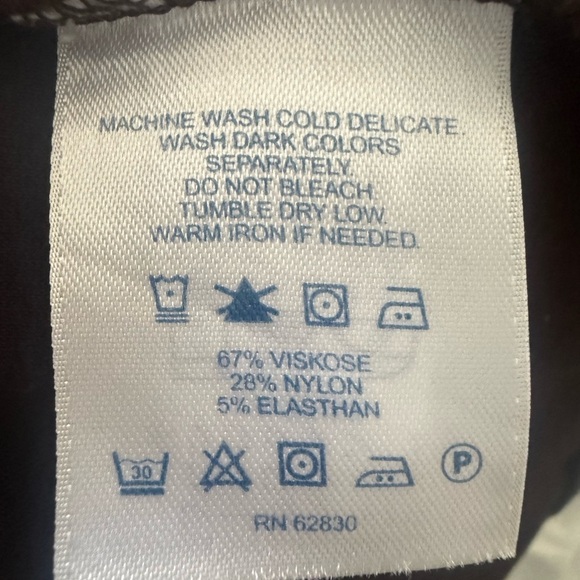 MACHINE WASH COLD DELICATE.
WASH DARK COLORS
SEPARATELY.
DO NOT BLEACH.
TUMBLE DRY LOW.
WARM IRON IF NEEDED.
67% VISKOSE
28% NYLON
5% ELASTHAN
30 P
RN 62830